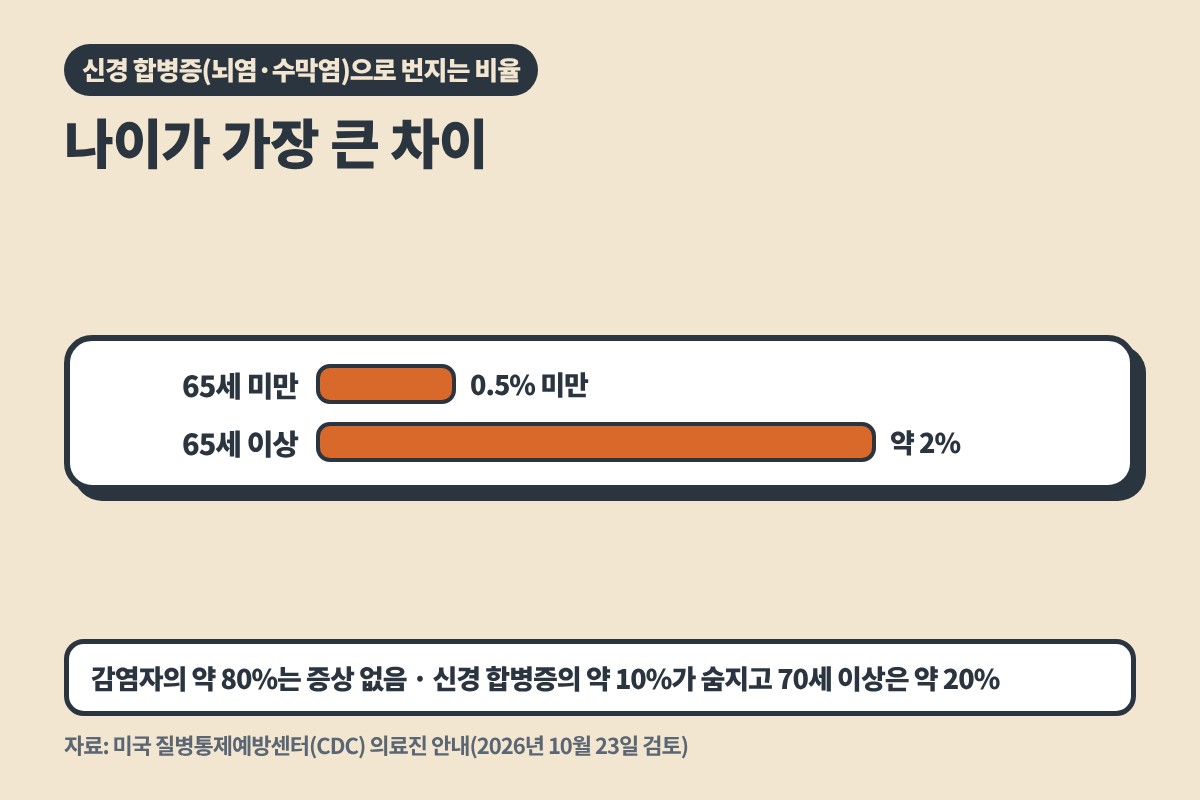 신경 합병증(뇌염·수막염)으로 번지는 비율
나이가 가장 큰 차이
65세 미만 0.5% 미만
65세 이상 약 2%
감염자의 약 80%는 증상 없음 · 신경 합병증의 약 10%가 숨지고 70세 이상은 약 20%
자료: 미국 질병통제예방센터(CDC) 의료진 안내(2026년 10월 23일 검토)